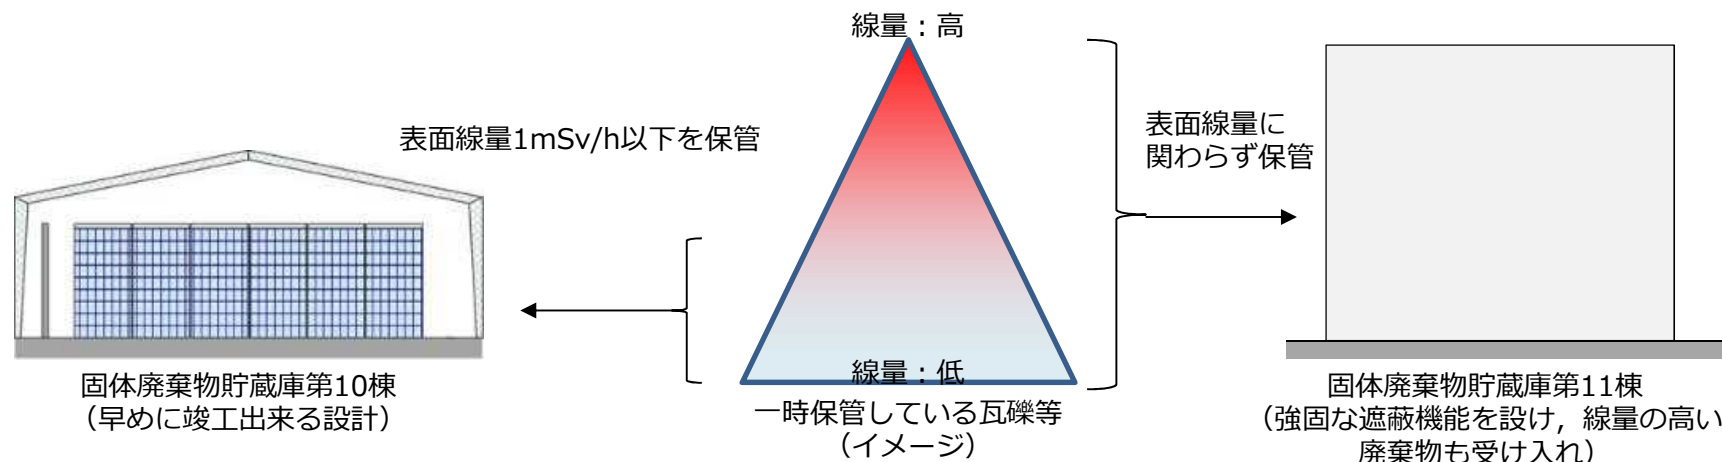 線量：高
表面線量1mSv/h以下を保管
表面線量に
関わらず保管
線量：低
固体廃棄物貯蔵庫第10棟
（早めに竣工出来る設計）
一時保管している瓦礫等
（イメージ）
固体廃棄物貯蔵庫第11棟
（強固な遮蔽機能を設け，線量の高い
廃棄物も受け入れ）